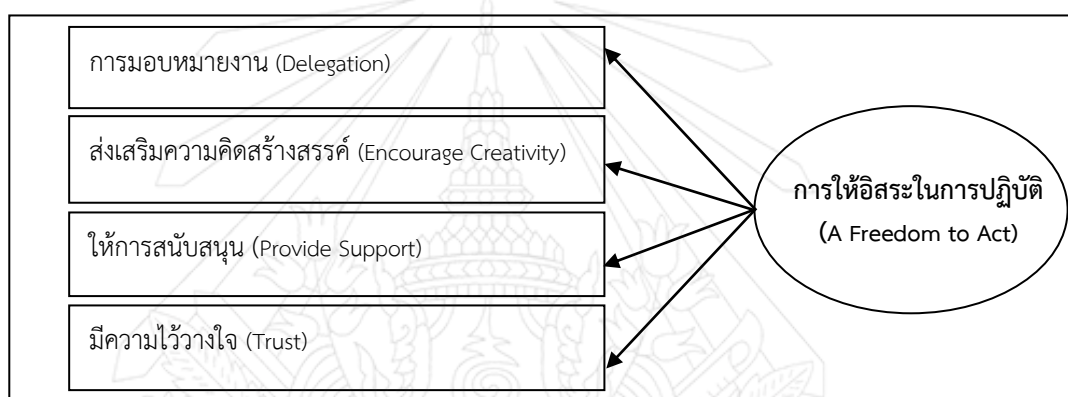 การมอบหมายงาน (Delegation)
ส่งเสริมความคิดสร้างสรรค์ (Encourage Creativity)
ให้การสนับสนุน (Provide Support)
มีความไว้วางใจ (Trust)
การให้อิสระในการปฏิบัติ
(A Freedom to Act)